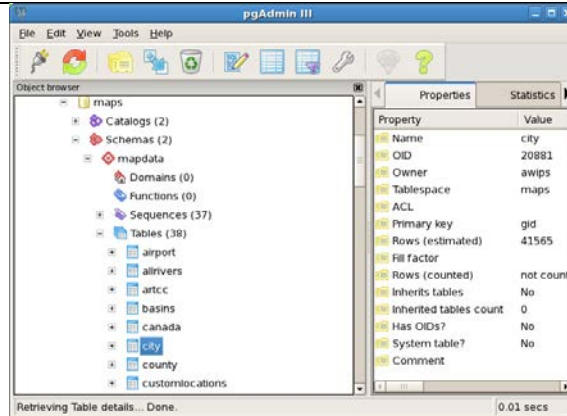 pgAdmin III
File Edit View Tools Help
Object browser
maps
Catalogs (2)
Schemas (2)
mapdata
Domains (0)
Functions (0)
Sequences (37)
Tables (38)
airport
allrivers
artcc
basins
canada
city
county
customlocations
Properties Statistics
Property Value
Name city
OID 20881
Owner awips
Tablespace maps
ACL
Primary key gid
Rows (estimated) 41565
Fill factor
Rows (counted) not count
Inherits tables No
Inherited tables count 0
Has OIDs? No
System table? No
Comment
Retrieving Table details... Done. 0.01 secs